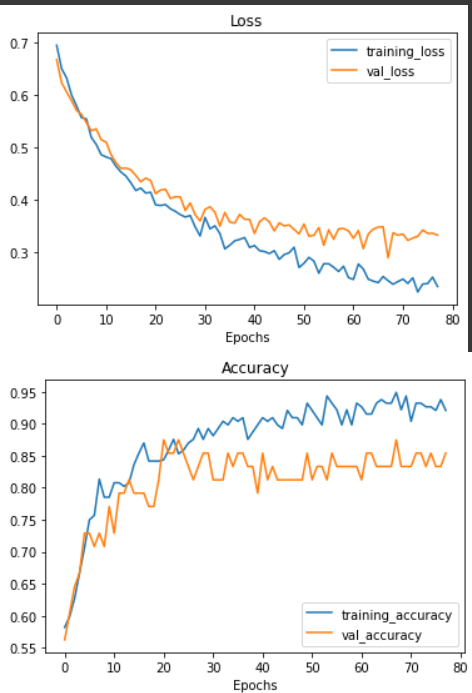 Loss
training_loss
val_loss
0.7
0.6
0.5
0.4
0.3
0 10 20 30 40 50 60 70 80
Epochs
Accuracy
0.95
0.90
0.85
0.80
0.75
0.70
0.65
0.60
0.55
training_accuracy
val_accuracy
0 10 20 30 40 50 60 70 80
Epochs